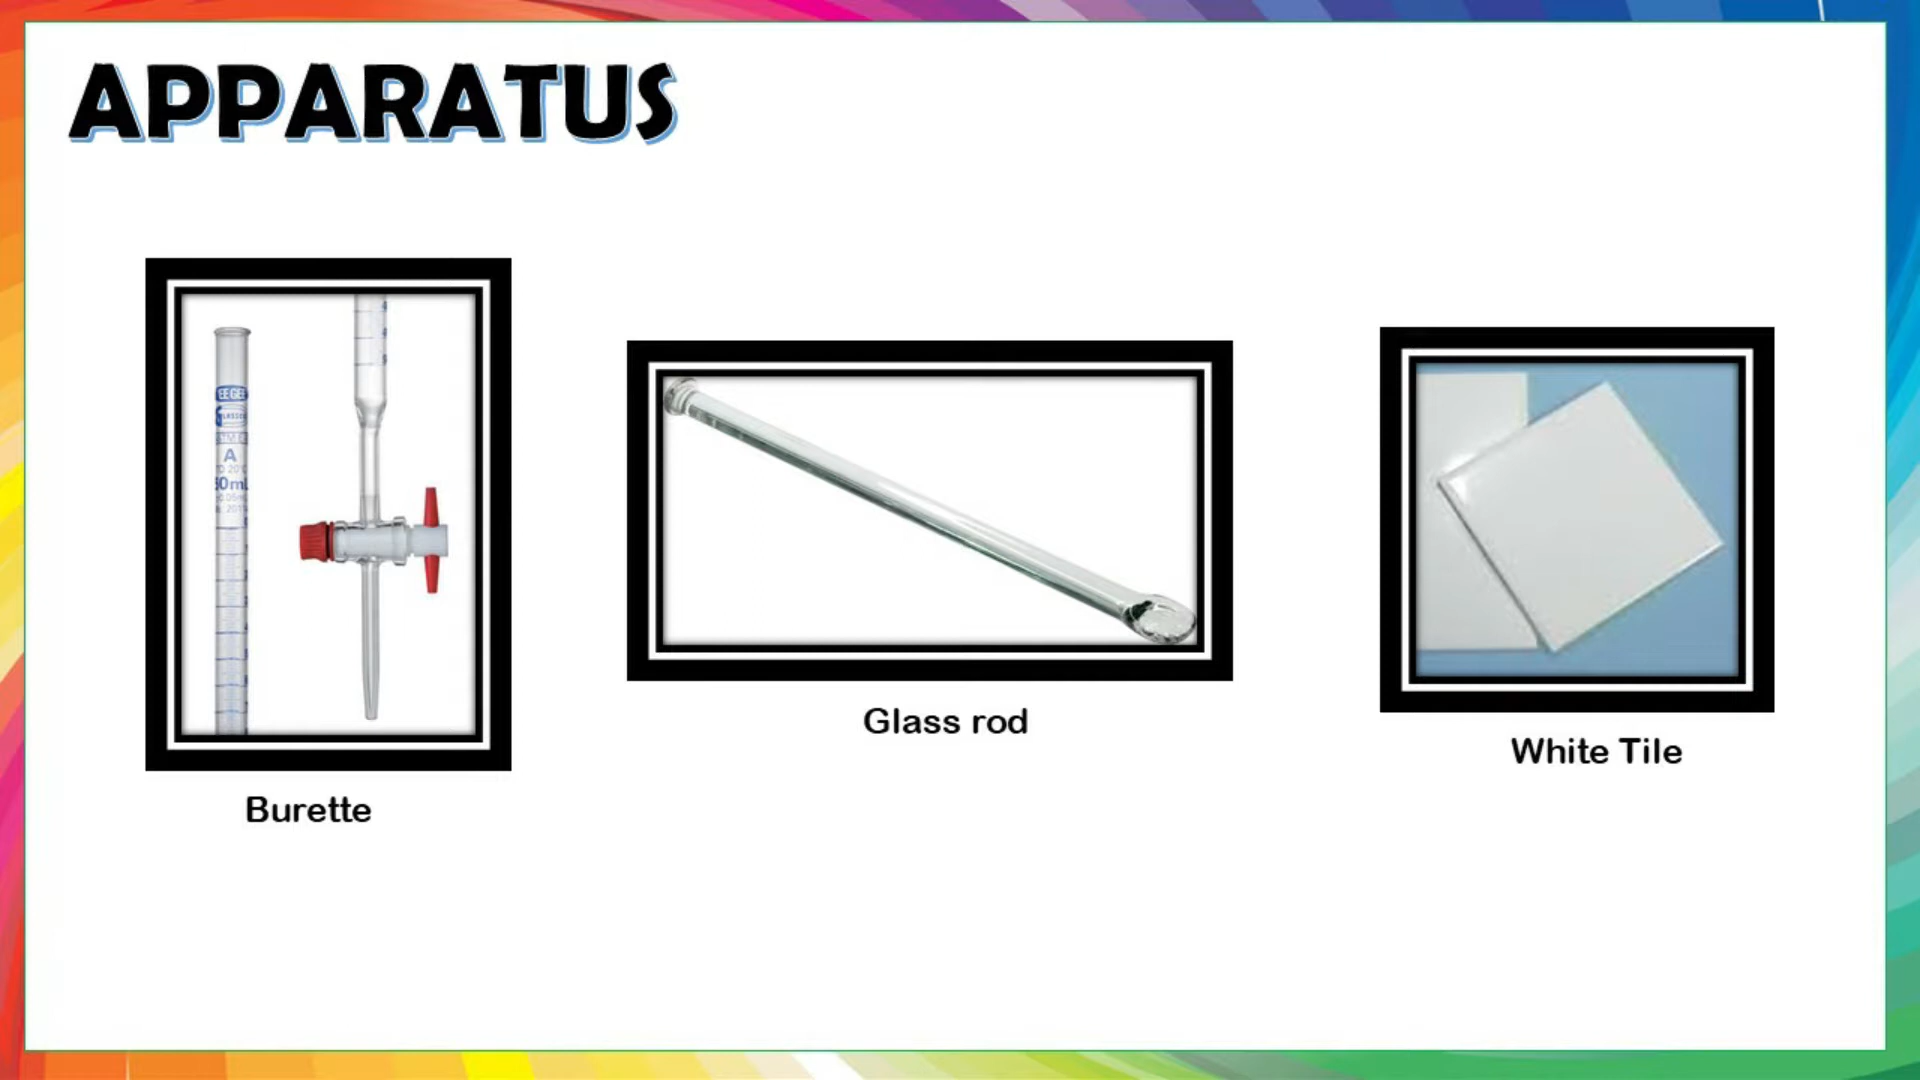 APPARATUS
A
Burette
Glass rod
White Tile